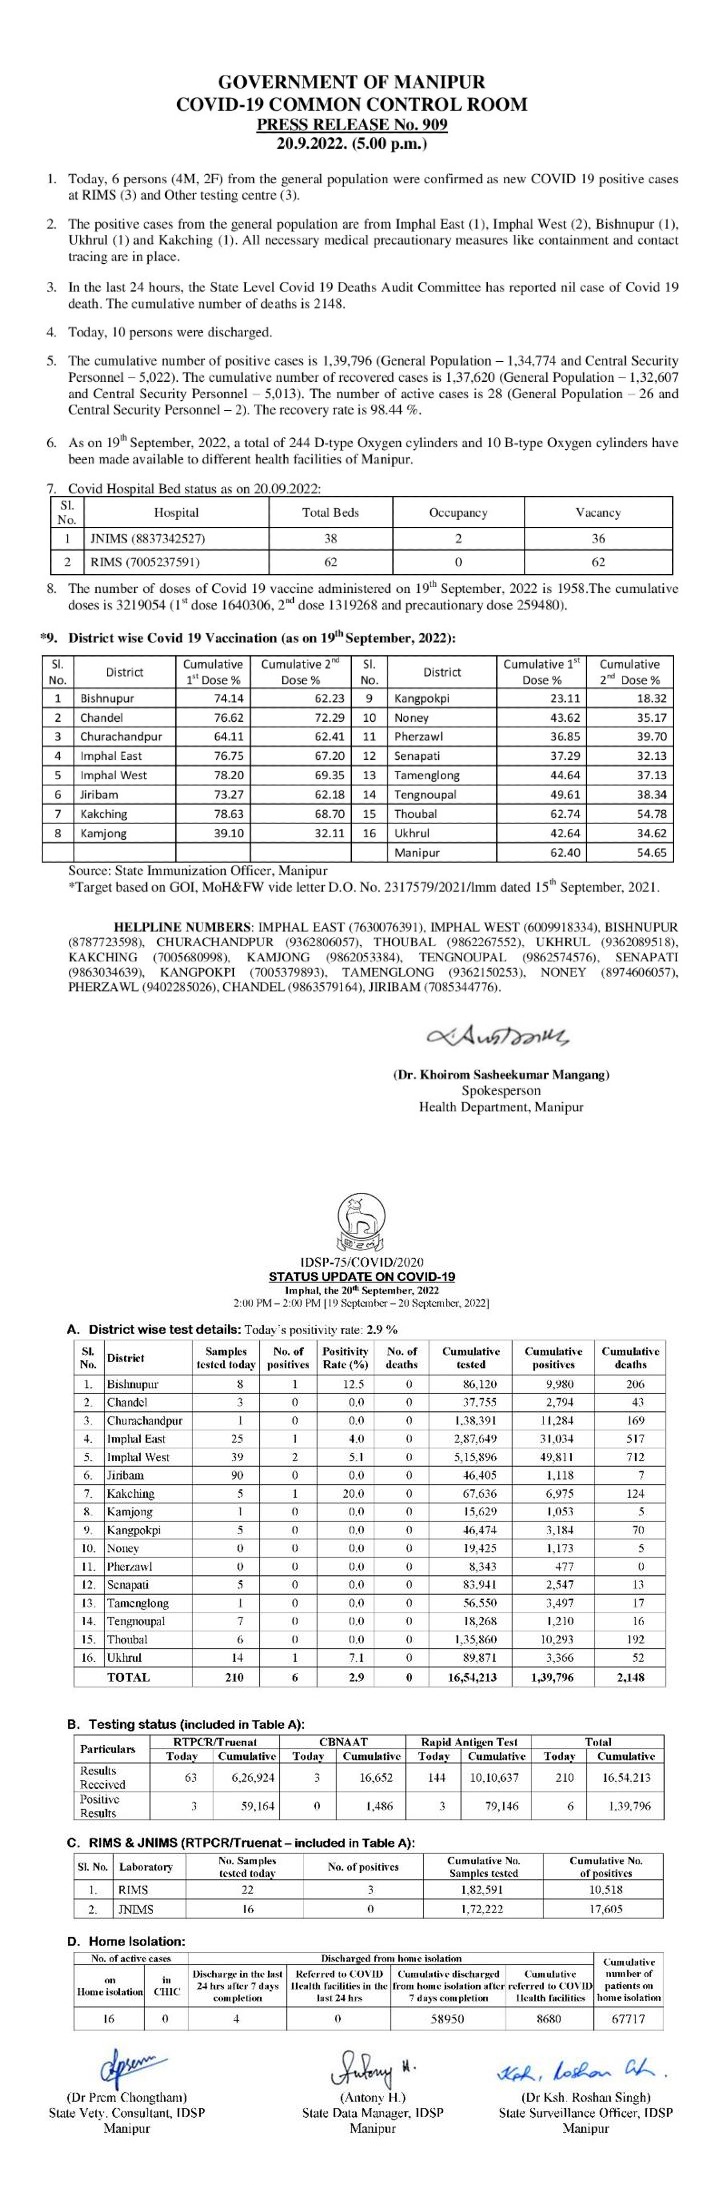 GOVERNMENT OF MANIPUR
COVID-19 COMMON CONTROL ROOM
PRESS RELEASE No. 909
20.9.2022. (5.00 p.m.)
1. Today, 6 persons (4M, 2F) from the general population were confirmed as new COVID 19 positive cases
at RIMS (3) and Other testing centre (3).
2. The positive cases from the general population are from Imphal East (1), Imphal West (2), Bishnupur (1),
Ukhrul (1) and Kakching (1). All necessary medical precautionary measures like containment and contact
tracing are in place.
3. In the last 24 hours, the State Level Covid 19 Deaths Audit Committee has reported nil case of Covid 19
death. The cumulative number of deaths is 2148.
4. Today, 10 persons were discharged.
5. The cumulative number of positive cases is 1,39,796 (General Population – 1,34,774 and Central Security
Personnel – 5,022). The cumulative number of recovered cases is 1,37,620 (General Population – 1,32,607
and Central Security Personnel – 5,013). The number of active cases is 28 (General Population – 26 and
Central Security Personnel – 2). The recovery rate is 98.44 %.
6. As on 19th September, 2022, a total of 244 D-type Oxygen cylinders and 10 B-type Oxygen cylinders have
been made available to different health facilities of Manipur.
7. Covid Hospital Bed status as on 20.09.2022:
Sl. No. Hospital Total Beds Occupancy Vacancy
1 JNIMS (8837342527) 38 2 36
2 RIMS (7005237591) 62 0 62
8. The number of doses of Covid 19 vaccine administered on 19th September, 2022 is 1958.The cumulative
doses is 3219054 (1st dose 1640306, 2nd dose 1319268 and precautionary dose 259480).
*9. District wise Covid 19 Vaccination (as on 19th September, 2022):
Sl. No. District Cumulative 1st Dose % Cumulative 2nd Dose % Sl. No. District Cumulative 1st Dose % Cumulative 2nd Dose %
1 Bishnupur 74.14 62.23 9 Kangpokpi 23.11 18.32
2 Chandel 76.62 72.29 10 Noney 43.62 35.17
3 Churachandpur 64.11 62.41 11 Pherzawl 36.85 39.70
4 Imphal East 76.75 67.20 12 Senapati 37.29 32.13
5 Imphal West 78.20 69.35 13 Tamenglong 44.64 37.13
6 Jiribam 73.27 62.18 14 Tengnoupal 49.61 38.34
7 Kakching 78.63 68.70 15 Thoubal 62.74 54.78
8 Kamjong 39.10 32.11 16 Ukhrul 42.64 34.62
Manipur 62.40 54.65
Source: State Immunization Officer, Manipur
*Target based on GOI, MoH&FW vide letter D.O. No. 2317579/2021/Imm dated 15th September, 2021.
HELPLINE NUMBERS: IMPHAL EAST (7630076391), IMPHAL WEST (6009918334), BISHNUPUR
(8787723598), CHURACHANDPUR (9362806057), THOUBAL (9862267552), UKHRUL (9362089518),
KAKCHING (7005680998), KAMJONG (9862053384), TENGNOUPAL (9862574576), SENAPATI
(9863034639), KANGPOKPI (7005379893), TAMENGLONG (9362150253), NONEY (8974606057),
PHERZAWL (9402285026), CHANDEL (9863579164), JIRIBAM (7085344776).
(Dr. Khoirom Sasheekumar Mangang)
Spokesperson
Health Department, Manipur
IDSP-75/COVID/2020
STATUS UPDATE ON COVID-19
Imphal, the 20th September, 2022
2:00 PM – 2:00 PM [19 September – 20 September, 2022]
A. District wise test details: Today's positivity rate: 2.9 %
Sl. No. District Samples tested today No. of positives Positivity Rate (%) No. of deaths Cumulative tested Cumulative positives Cumulative deaths
1. Bishnupur 8 1 12.5 0 86,120 9,980 206
2. Chandel 3 0 0.0 0 37,755 2,794 43
3. Churachandpur 1 0 0.0 0 1,38,391 11,284 169
4. Imphal East 25 1 4.0 0 2,87,649 31,034 517
5. Imphal West 39 2 5.1 0 5,15,896 49,811 712
6. Jiribam 90 0 0.0 0 46,405 1,118 7
7. Kakching 5 1 20.0 0 67,636 6,975 124
8. Kamjong 1 0 0.0 0 15,629 1,053 5
9. Kangpokpi 5 0 0.0 0 46,474 3,184 70
10. Noney 0 0 0.0 0 19,425 1,173 5
11. Pherzawl 0 0 0.0 0 8,343 477 0
12. Senapati 5 0 0.0 0 83,941 2,547 13
13. Tamenglong 1 0 0.0 0 56,550 3,497 17
14. Tengnoupal 7 0 0.0 0 18,268 1,210 16
15. Thoubal 6 0 0.0 0 1,35,860 10,293 192
16. Ukhrul 14 1 7.1 0 89,871 3,366 52
TOTAL 210 6 2.9 0 16,54,213 1,39,796 2,148
B. Testing status (included in Table A):
Particulars RTPCR/Truenat CBNAAT Rapid Antigen Test Total
Today Cumulative Today Cumulative Today Cumulative Today Cumulative
Results Received 63 6,26,924 3 16,652 144 10,10,637 210 16,54,213
Positive Results 3 59,164 0 1,486 3 79,146 6 1,39,796
C. RIMS & JNIMS (RTPCR/Truenat – included in Table A):
Sl. No. Laboratory No. Samples tested today No. of positives Cumulative No. Samples tested Cumulative No. of positives
1. RIMS 22 3 1,82,591 10,518
2. JNIMS 16 0 1,72,222 17,605
D. Home Isolation:
No. of active cases Discharged from home isolation Cumulative number of patients on home isolation
on Home isolation in CHIC Discharge in the last 24 hrs after 7 days completion Referred to COVID Health facilities in the last 24 hrs Cumulative discharged from home isolation after 7 days completion Cumulative referred to COVID Health facilities
16 0 4 0 58950 8680 67717
Antony H.
Ksh. Roshan
(Dr Prem Chongtham) (Antony H.) (Dr Ksh. Roshan Singh)
State Vety. Consultant, IDSP State Data Manager, IDSP State Surveillance Officer, IDSP
Manipur Manipur Manipur